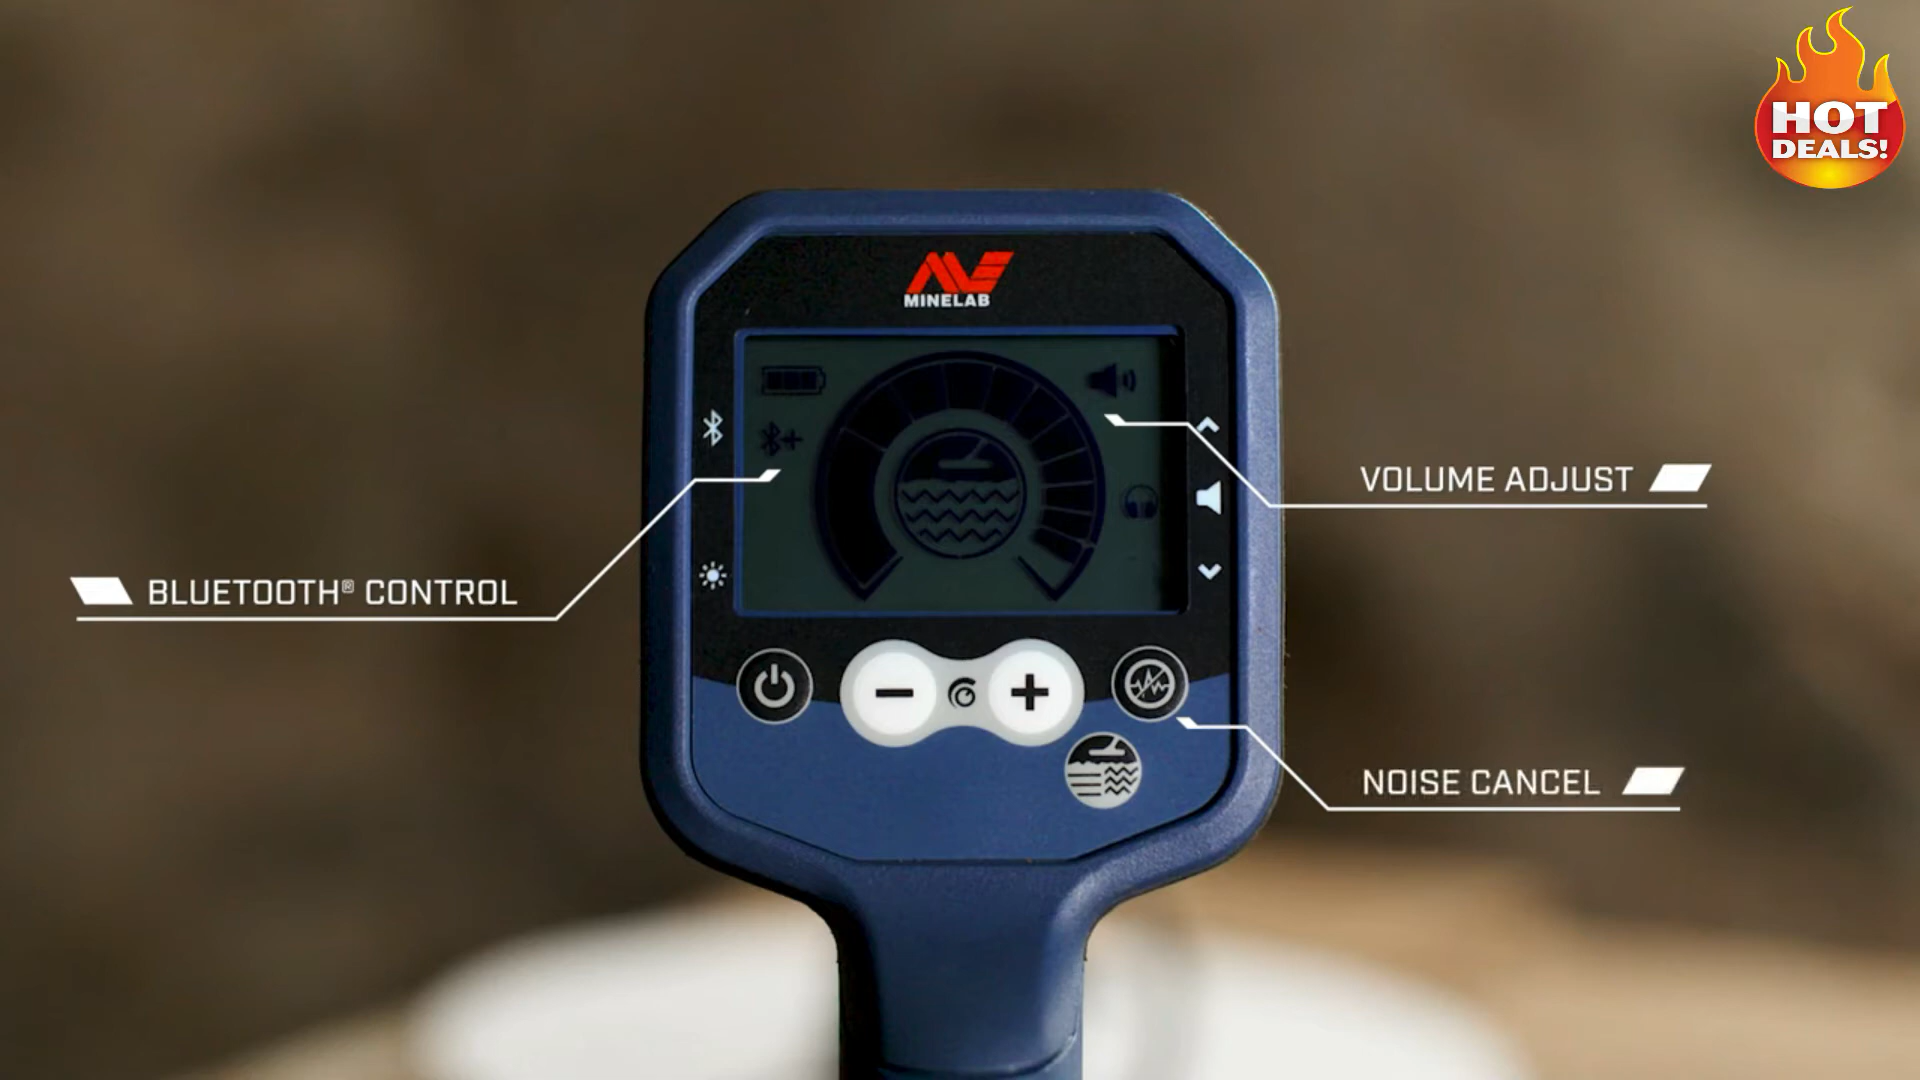 HOT
DEALS!
MINELAB
VOLUME ADJUST
BLUETOOTH® CONTROL
NOISE CANCEL